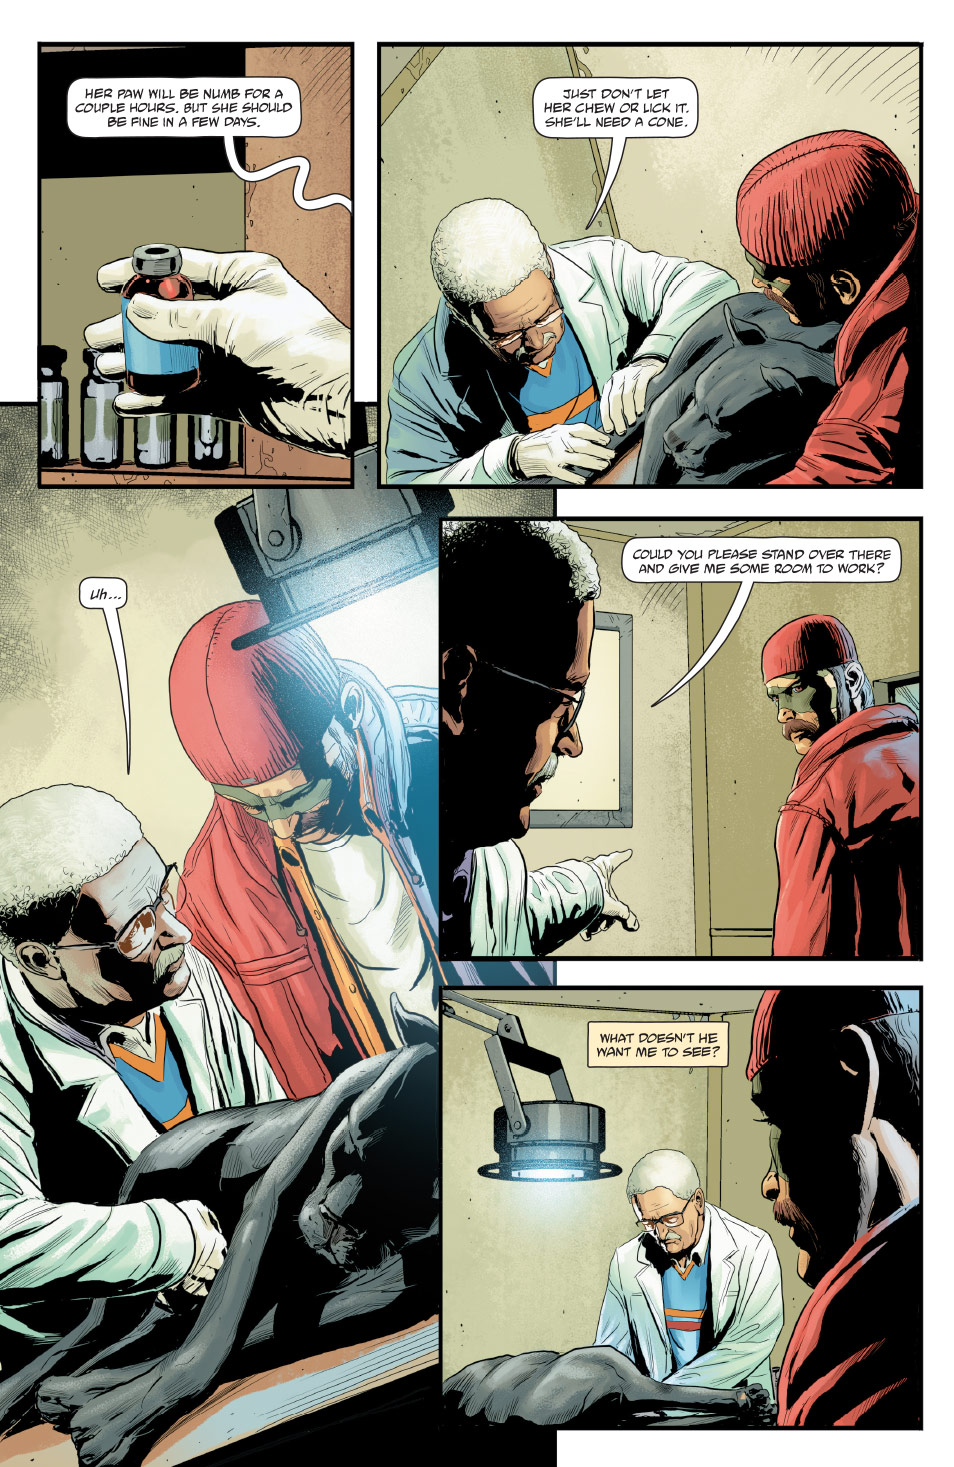 HER PAW WILL BE NUMB FOR A
COUPLE HOURS. BUT SHE SHOULD
BE FINE IN A FEW DAYS.
JUST DON'T LET
HER CHEW OR LICK IT.
SHE'LL NEED A CONE.
Uh...
COULD YOU PLEASE STAND OVER THERE
AND GIVE ME SOME ROOM TO WORK?
WHAT DOESN'T HE
WANT ME TO SEE?